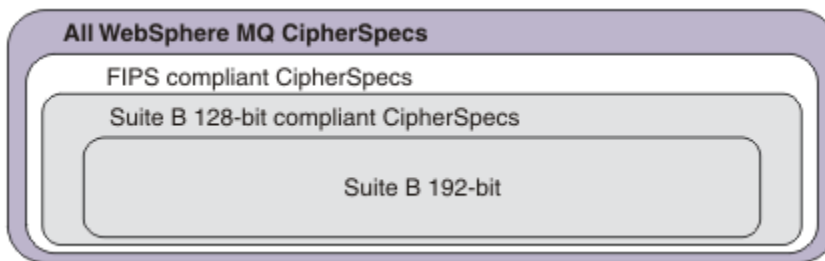 All WebSphere MQ CipherSpecs
FIPS compliant CipherSpecs
Suite B 128-bit compliant CipherSpecs
Suite B 192-bit